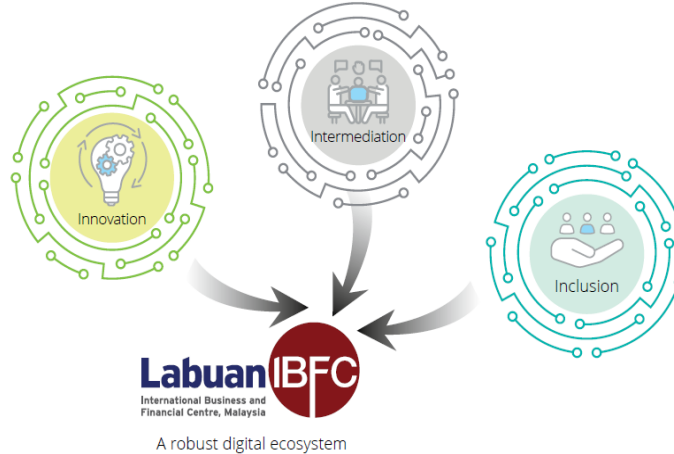 Intermediation
Innovation
Inclusion
Labuan IBFC
International Business and
Financial Centre, Malaysia
A robust digital ecosystem